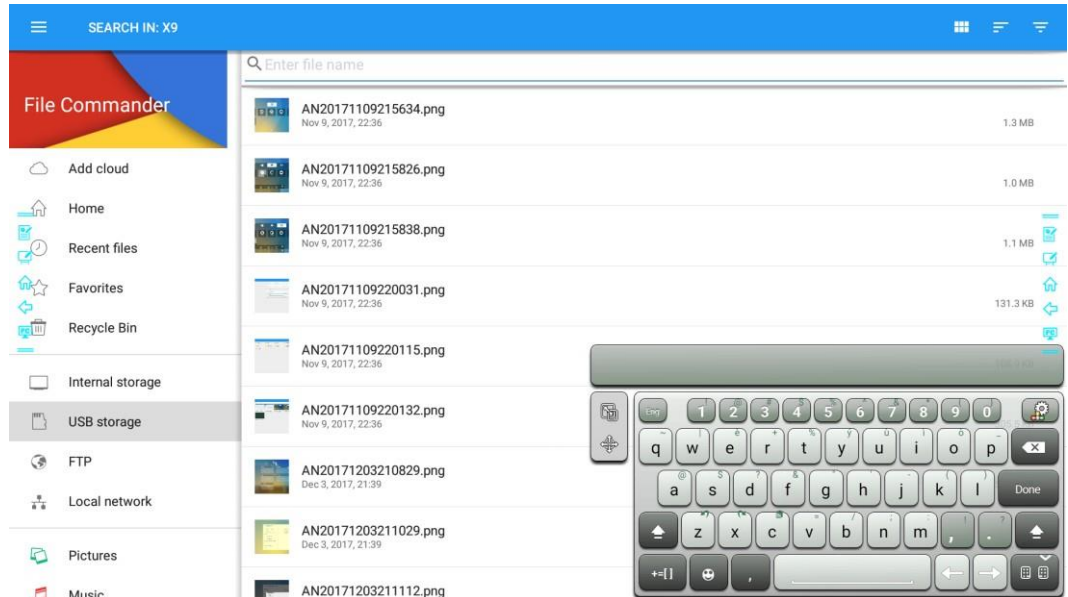 SEARCH IN: X9
File Commander
Add cloud
Home
Recent files
Favorites
Recycle Bin
Internal storage
USB storage
FTP
Local network
Pictures
Music
Enter file name
AN20171109215634.png
Nov 9, 2017, 22:36
1.3 MB
AN20171109215826.png
Nov 9, 2017, 22:36
1.0 MB
AN20171109215838.png
Nov 9, 2017, 22:36
1.1 MB
AN20171109220031.png
Nov 9, 2017, 22:36
131.3 KB
AN20171109220115.png
Nov 9, 2017, 22:36
AN20171109220132.png
Nov 9, 2017, 22:36
AN20171203210829.png
Dec 3, 2017, 21:39
AN20171203211029.png
Dec 3, 2017, 21:39
AN20171203211112.png
PC
PC
Eng 1 2 3 4 5 6 7 8 9 0
q w e r t y u i o p
a s d f g h j k l Done
z x c v b n m , .
+=[] ,